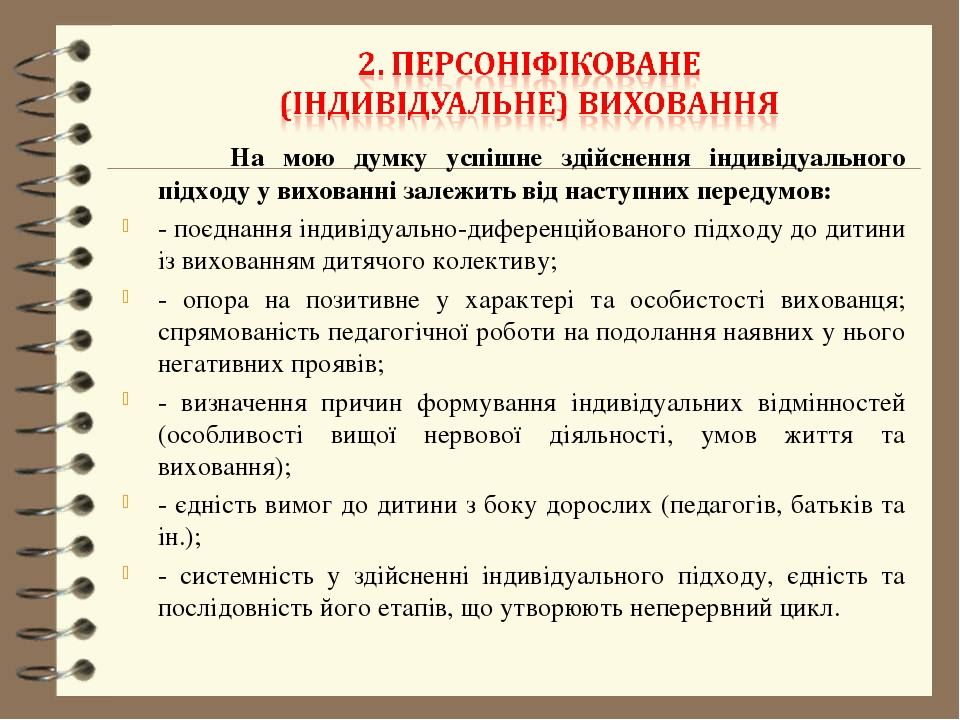 2. ПЕРСОНІФІКОВАНЕ
(ІНДИВІДУАЛЬНЕ) ВИХОВАННЯ
На мою думку успішне здійснення індивідуального
підходу у вихованні залежить від наступних передумов:
- поєднання індивідуально-диференційованого підходу до дитини
із вихованням дитячого колективу;
- опора на позитивне у характері та особистості вихованця;
спрямованість педагогічної роботи на подолання наявних у нього
негативних проявів;
- визначення причин формування індивідуальних відмінностей
(особливості вищої нервової діяльності, умов життя та
виховання);
- єдність вимог до дитини з боку дорослих (педагогів, батьків та
ін.);
- системність у здійсненні індивідуального підходу, єдність та
послідовність його етапів, що утворюють неперервний цикл.